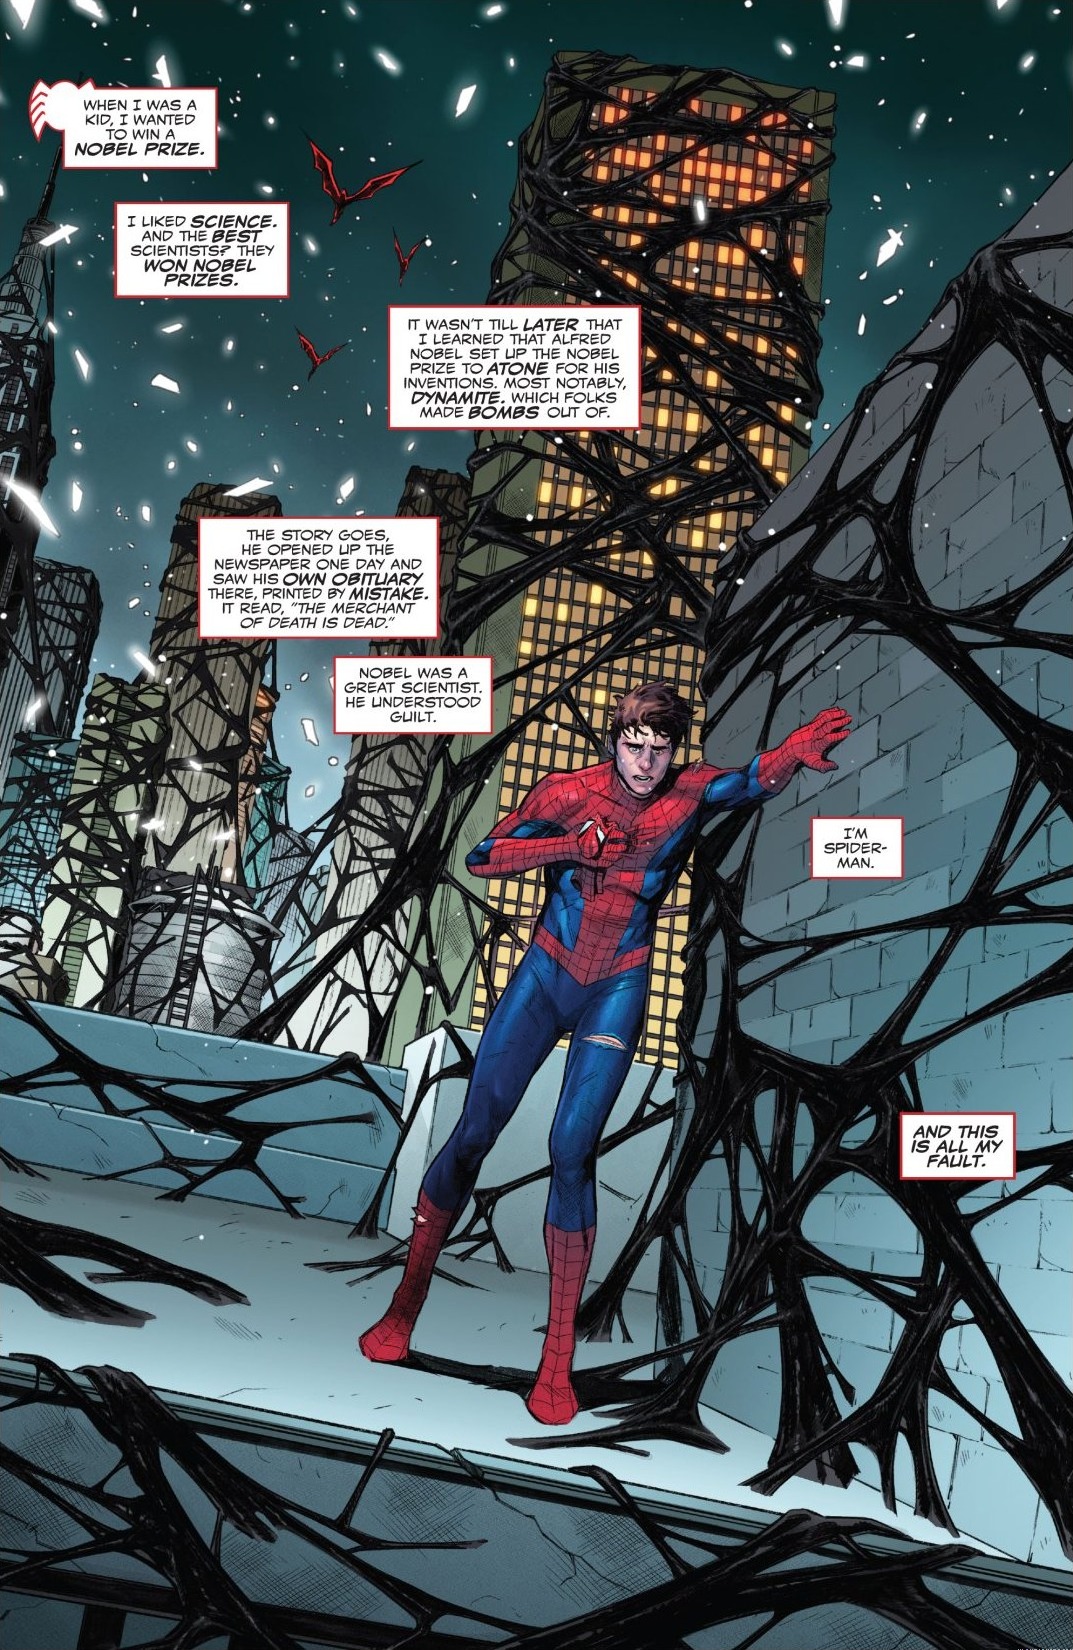 WHEN I WAS A
KID, I WANTED
TO WIN A
NOBEL PRIZE.
I LIKED SCIENCE.
AND THE BEST
SCIENTISTS? THEY
WON NOBEL
PRIZES.
IT WASN'T TILL LATER THAT
I LEARNED THAT ALFRED
NOBEL SET UP THE NOBEL
PRIZE TO ATONE FOR HIS
INVENTIONS. MOST NOTABLY,
DYNAMITE. WHICH FOLKS
MADE BOMBS OUT OF.
THE STORY GOES,
HE OPENED UP THE
NEWSPAPER ONE DAY AND
SAW HIS OWN OBITUARY
THERE, PRINTED BY MISTAKE.
IT READ, "THE MERCHANT
OF DEATH IS DEAD."
NOBEL WAS A
GREAT SCIENTIST.
HE UNDERSTOOD
GUILT.
I'M
SPIDER-
MAN.
AND THIS
IS ALL MY
FAULT.